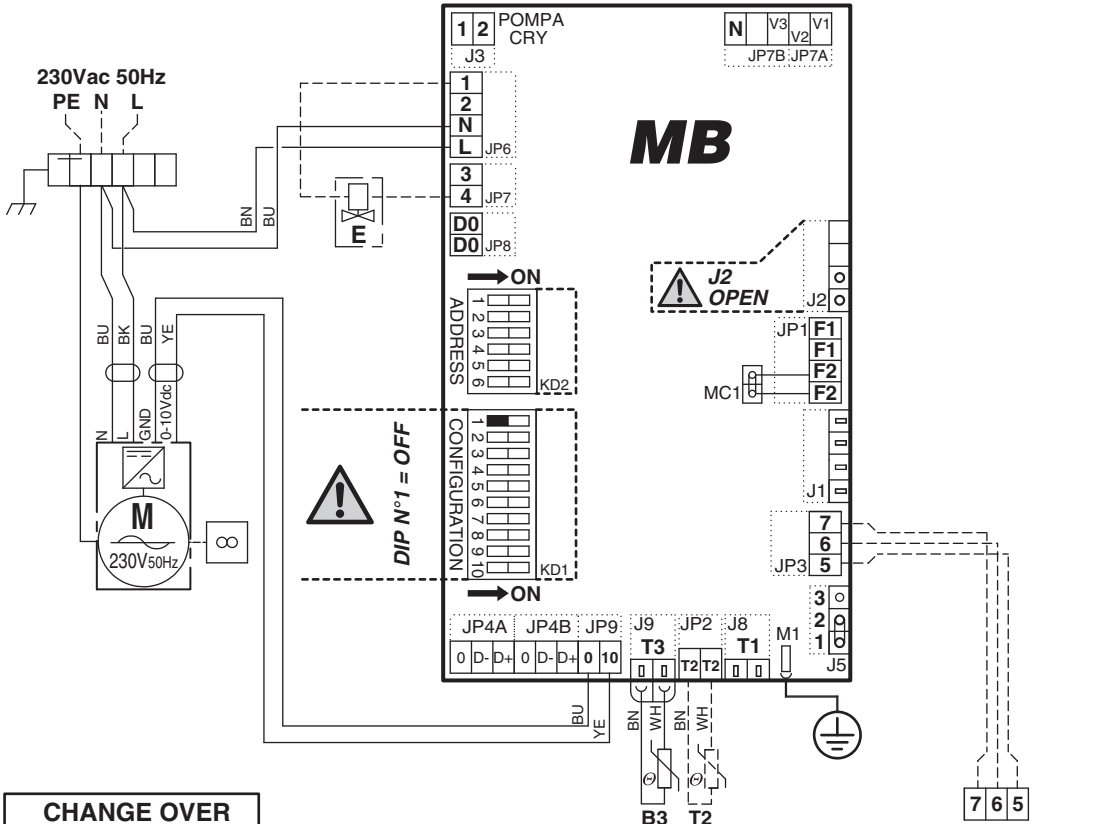 1 2 POMPA
CRY
J3
N V3 V2 V1
JP7B JP7A
230Vac 50Hz
PE N L
1
2
N
L JP6
3
4 JP7
D0
D0 JP8
MB
E
BN
BU
ON
ADDRESS
1
2
3
4
5
6
KD2
J2
OPEN
J2
JP1 F1
F1
F2
F2
MC1
J1
BU
BK
BU
YE
N
L
GND
0-10Vdc
M
230V50Hz
8
DIP N°1 = OFF
CONFIGURATION
1
2
3
4
5
6
7
8
9
10
KD1
ON
7
6
JP3 5
3
2
1
J5
JP4A JP4B JP9 J9 JP2 J8 M1
T3 T1
0 D- D+ 0 D- D+ 0 10 T2 T2
BU
YE
BN
WH
BN
WH
Θ Θ
B3 T2
7 6 5
CHANGE OVER